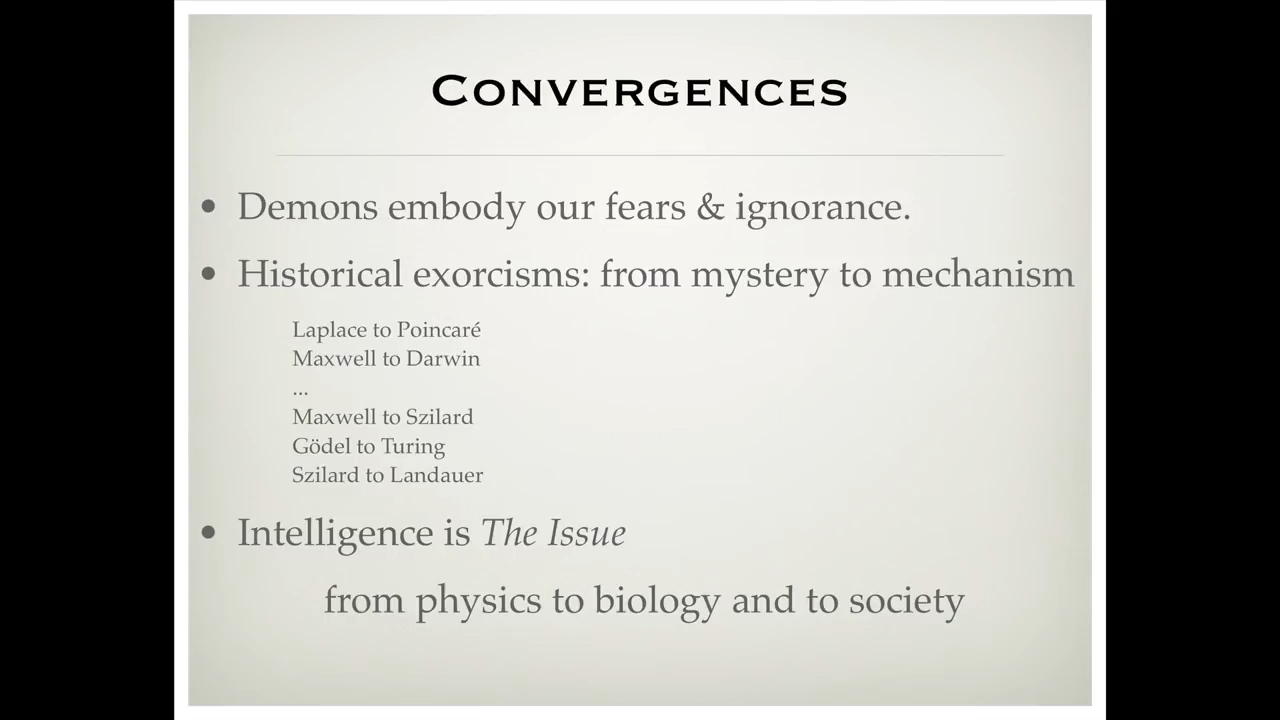 CONVERGENCES
• Demons embody our fears & ignorance.
• Historical exorcisms: from mystery to mechanism
Laplace to Poincaré
Maxwell to Darwin
...
Maxwell to Szilard
Gödel to Turing
Szilard to Landauer
• Intelligence is The Issue
from physics to biology and to society